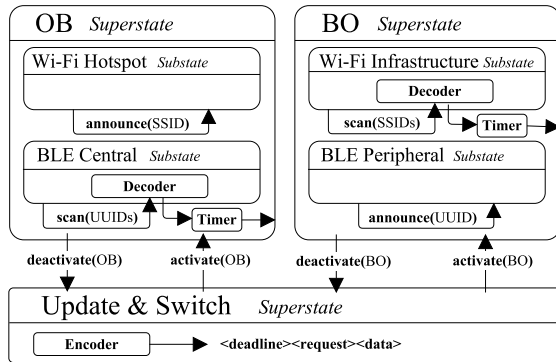 OB Superstate
Wi-Fi Hotspot Substate
announce(SSID)
BLE Central Substate
Decoder
scan(UUIDs)
Timer
deactivate(OB)
activate(OB)
BO Superstate
Wi-Fi Infrastructure Substate
Decoder
scan(SSIDs)
Timer
BLE Peripheral Substate
announce(UUID)
deactivate(BO)
activate(BO)
Update & Switch Superstate
Encoder
<deadline><request><data>